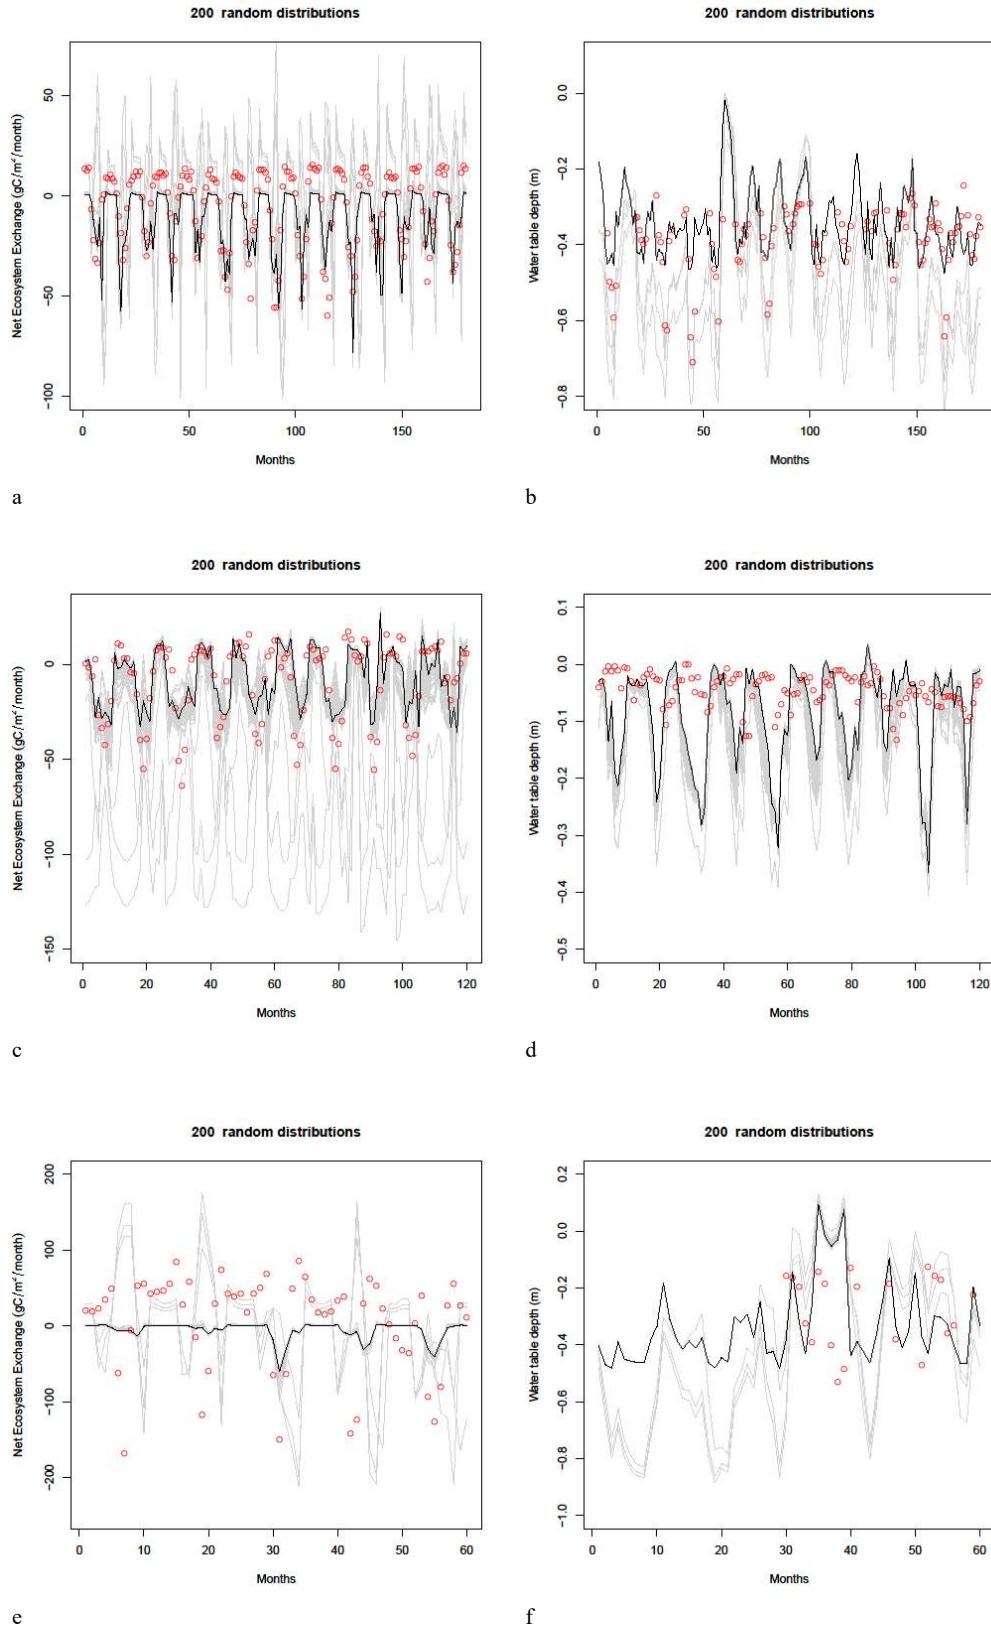 200 random distributions
Net Ecosystem Exchange (gC/m²/month)
50
0
−50
−100
0 50 100 150
Months
a
200 random distributions
Water table depth (m)
0.0
−0.2
−0.4
−0.6
−0.8
0 50 100 150
Months
b
200 random distributions
Net Ecosystem Exchange (gC/m²/month)
0
−50
−100
−150
0 20 40 60 80 100 120
Months
c
200 random distributions
Water table depth (m)
0.1
0.0
−0.1
−0.2
−0.3
−0.4
−0.5
0 20 40 60 80 100 120
Months
d
200 random distributions
Net Ecosystem Exchange (gC/m²/month)
200
100
0
−100
−200
0 10 20 30 40 50 60
Months
e
200 random distributions
Water table depth (m)
0.2
0.0
−0.2
−0.4
−0.6
−0.8
−1.0
0 10 20 30 40 50 60
Months
f